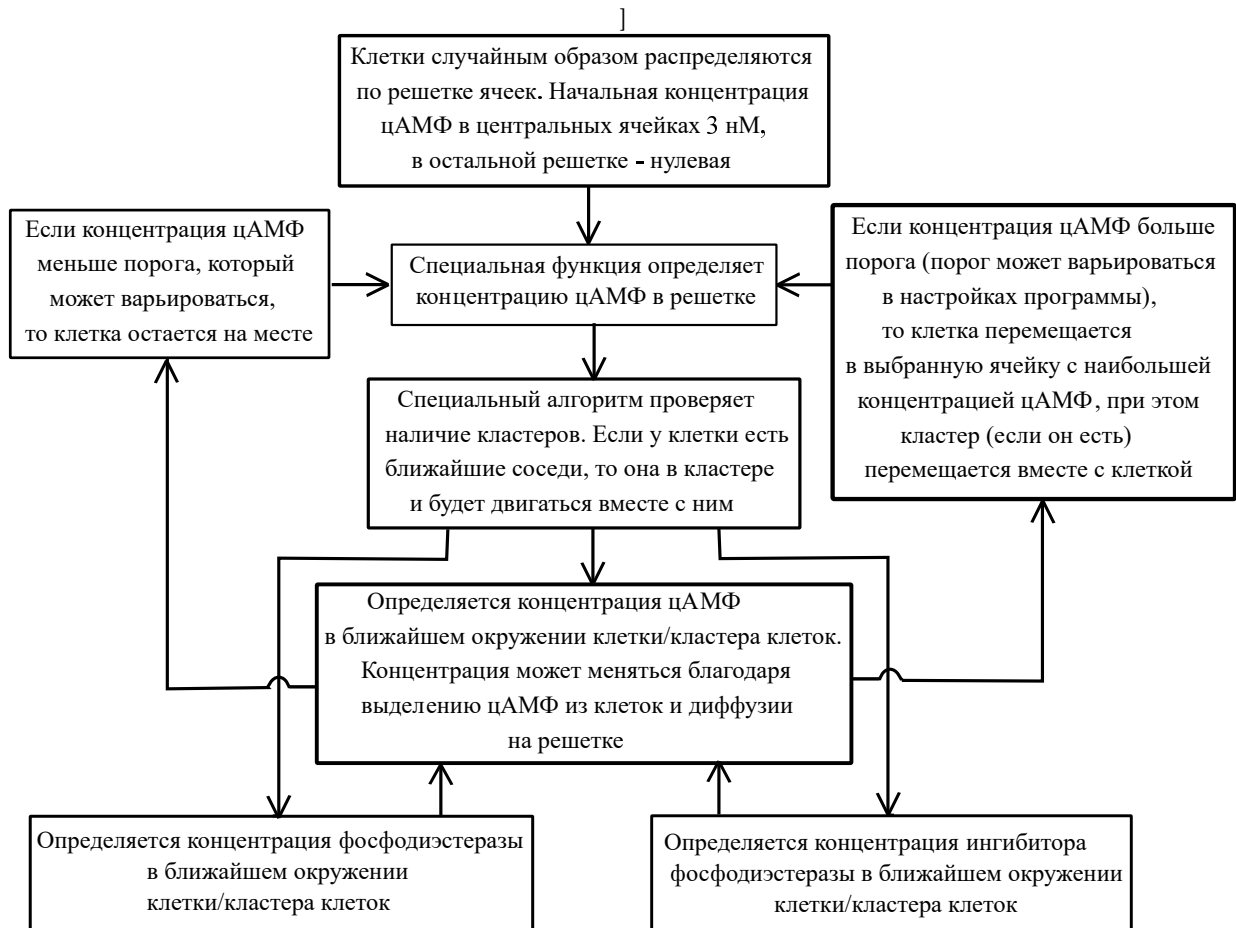 ]
Клетки случайным образом распределяются
по решетке ячеек. Начальная концентрация
цАМФ в центральных ячейках 3 нМ,
в остальной решетке - нулевая
Если концентрация цАМФ
меньше порога, который
может варьироваться,
то клетка остается на месте
Специальная функция определяет
концентрацию цАМФ в решетке
Если концентрация цАМФ больше
порога (порог может варьироваться
в настройках программы),
то клетка перемещается
в выбранную ячейку с наибольшей
концентрацией цАМФ, при этом
кластер (если он есть)
перемещается вместе с клеткой
Специальный алгоритм проверяет
наличие кластеров. Если у клетки есть
ближайшие соседи, то она в кластере
и будет двигаться вместе с ним
Определяется концентрация цАМФ
в ближайшем окружении клетки/кластера клеток.
Концентрация может меняться благодаря
выделению цАМФ из клеток и диффузии
на решетке
Определяется концентрация фосфодиэстеразы
в ближайшем окружении
клетки/кластера клеток
Определяется концентрация ингибитора
фосфодиэстеразы в ближайшем окружении
клетки/кластера клеток